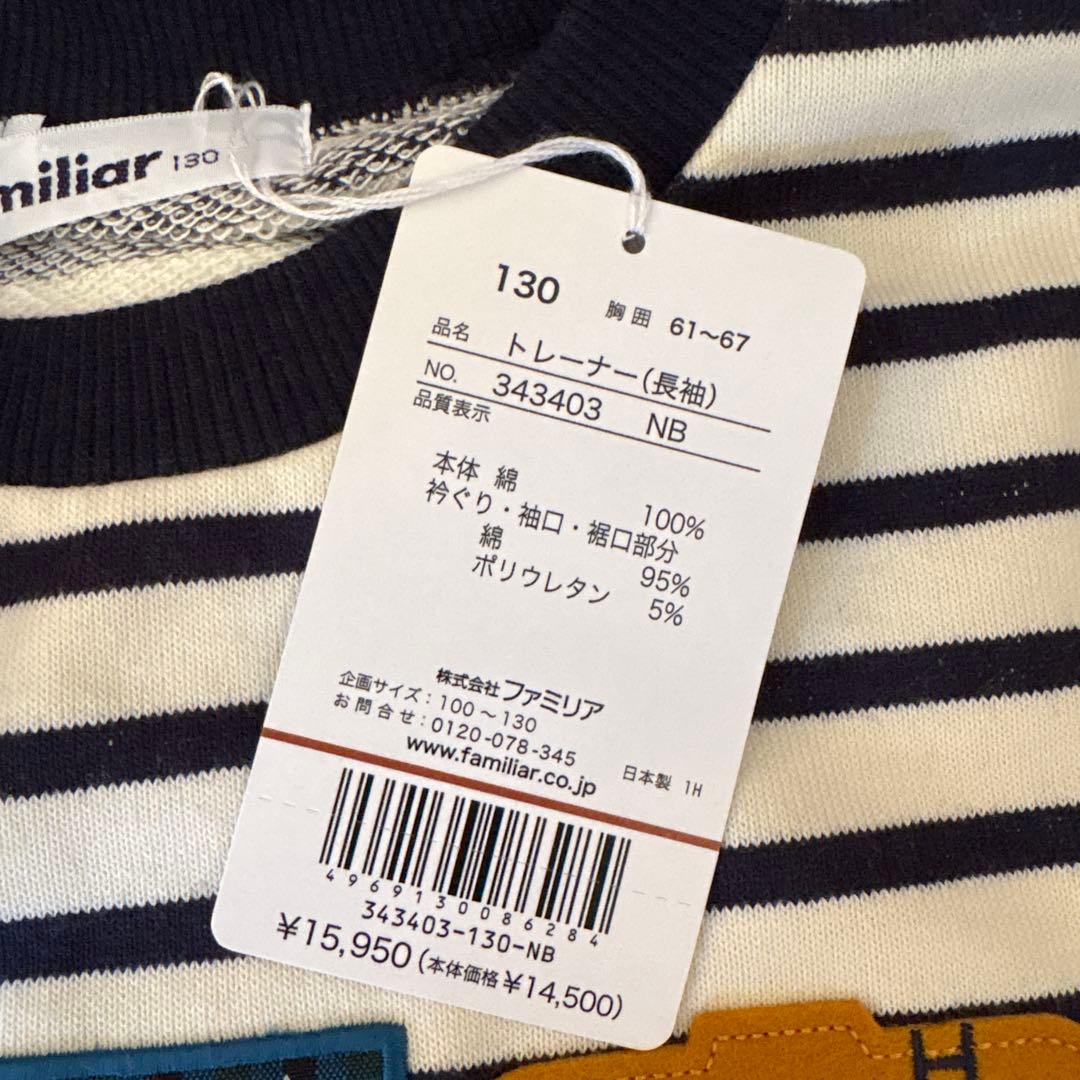 miliar 130
130 胸囲 61～67
品名 トレーナー(長袖)
NO. 343403 NB
品質表示
本体 綿 100%
衿ぐり・袖口・裾口部分
綿 95%
ポリウレタン 5%
株式会社ファミリア
企画サイズ：100～130
お問合せ：0120-078-345
www.familiar.co.jp
日本製 1H
4969130086284
343403-130-NB
¥15,950(本体価格¥14,500)
H